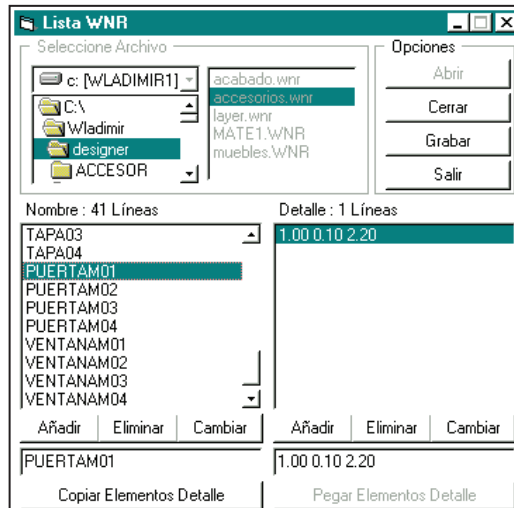 Lista WNR
Seleccione Archivo
c: [WLADIMIR1]
C:\
Wladimir
designer
ACCESOR
acabado.wnr
accesorios.wnr
layer.wnr
MATE1.WNR
muebles.WNR
Opciones
Abrir
Cerrar
Grabar
Salir
Nombre : 41 Líneas
TAPA03
TAPA04
PUERTAM01
PUERTAM02
PUERTAM03
PUERTAM04
VENTANAM01
VENTANAM02
VENTANAM03
VENTANAM04
Añadir Eliminar Cambiar
PUERTAM01
Copiar Elementos Detalle
Detalle : 1 Líneas
1.00 0.10 2.20
Añadir Eliminar Cambiar
1.00 0.10 2.20
Pegar Elementos Detalle